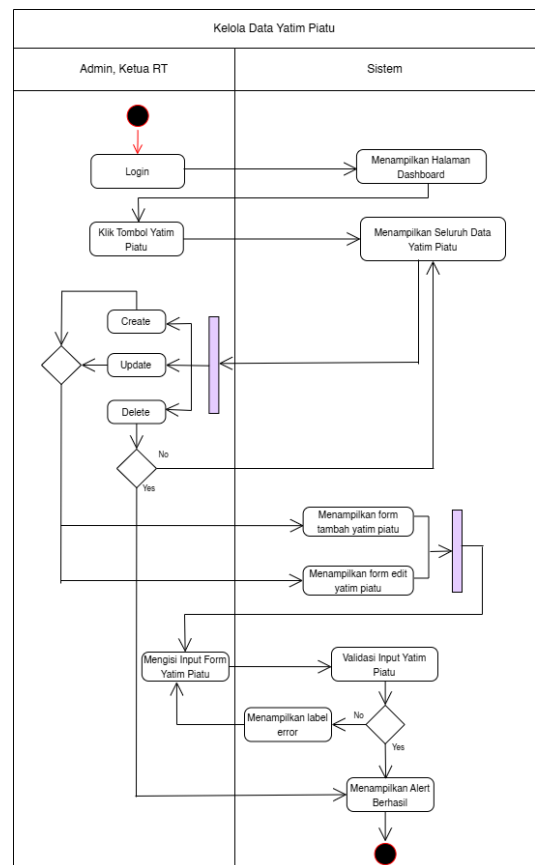 Kelola Data Yatim Piatu
Admin, Ketua RT
Sistem
Login
Menampilkan Halaman
Dashboard
Klik Tombol Yatim
Piatu
Menampilkan Seluruh Data
Yatim Piatu
Create
Update
Delete
No
Yes
Menampilkan form
tambah yatim piatu
Menampilkan form edit
yatim piatu
Mengisi Input Form
Yatim Piatu
Validasi Input Yatim
Piatu
Menampilkan label
error
No
Yes
Menampilkan Alert
Berhasil